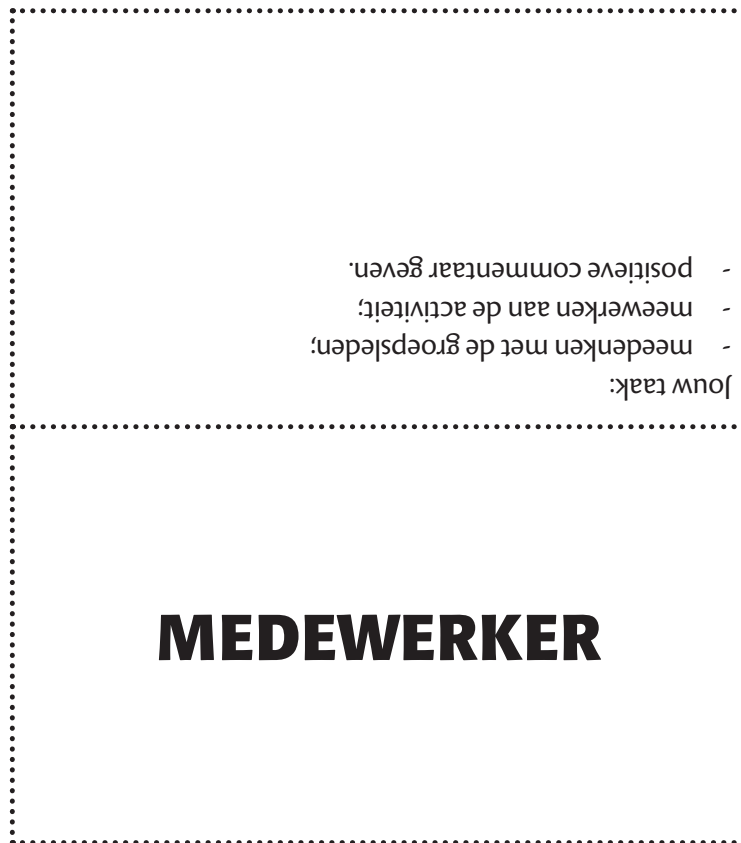 Jouw taak:
- meedenken met de groepsleden;
- meewerken aan de activiteit;
- positieve commentaar geven.
MEDEWERKER